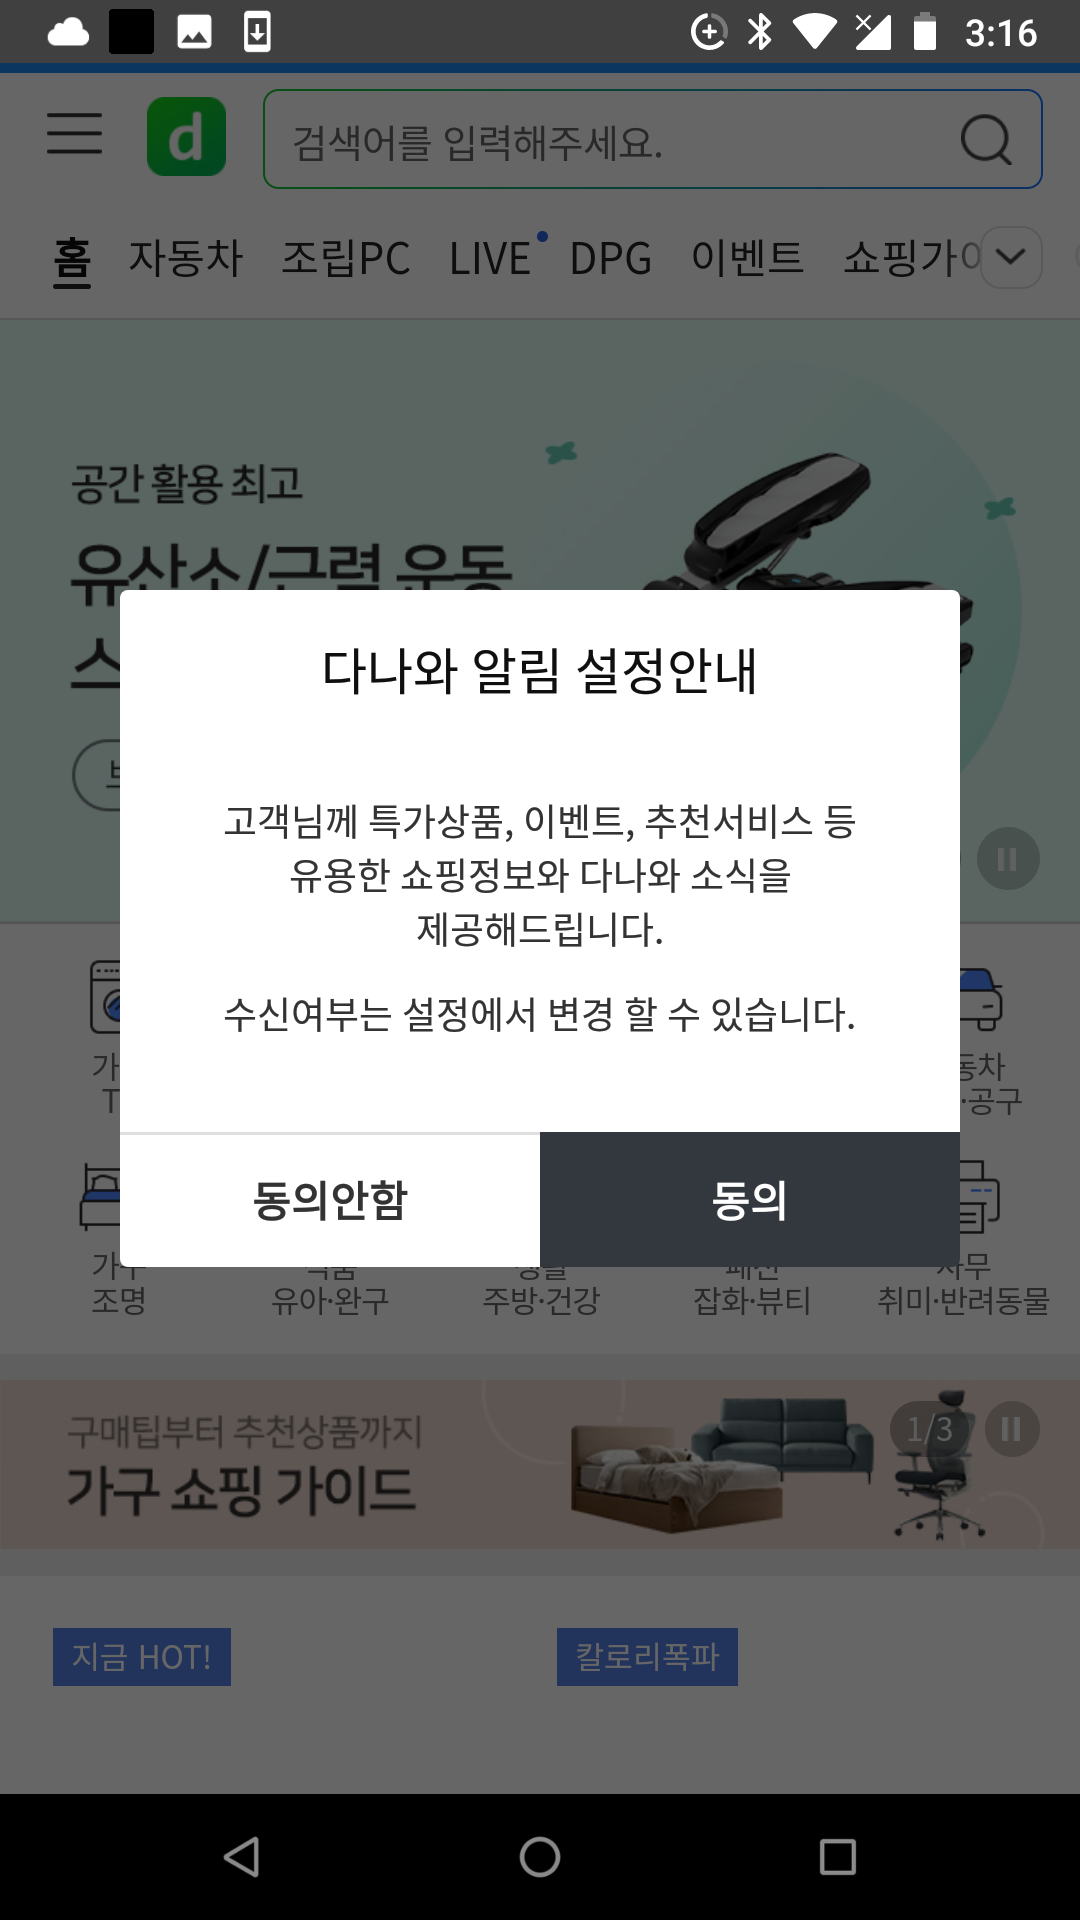 3:16
d
검색어를 입력해주세요.
홈 자동차 조립PC LIVE DPG 이벤트 쇼핑가이
공간 활용 최고
유산소/근력 운동
스
다나와 알림 설정안내
고객님께 특가상품, 이벤트, 추천서비스 등
유용한 쇼핑정보와 다나와 소식을
제공해드립니다.
수신여부는 설정에서 변경 할 수 있습니다.
동의안함 동의
가 동차
T ·공구
가구 식품 생활 패션 사무
조명 유아·완구 주방·건강 잡화·뷰티 취미·반려동물
구매팁부터 추천상품까지
가구 쇼핑 가이드
1/3
지금 HOT! 칼로리폭파